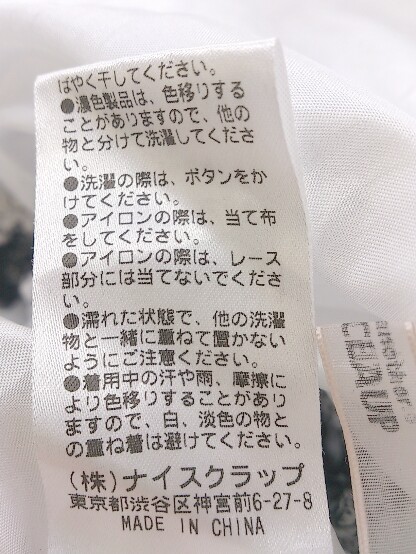 ばやく干してください。
●濃色製品は、色移りする
ことがありますので、他の
物と分けて洗濯してくださ
い。
●洗濯の際は、ボタンをか
けてください。
●アイロンの際は、当て布
をしてください。
●アイロンの際は、レース
部分には当てないでくださ
い。
●濡れた状態で、他の洗濯
物と一緒に重ねて置かない
ようにご注意ください。
●着用中の汗や雨、摩擦に
より色移りすることがあり
ますので、白、淡色の物と
の重ね着は避けてください。
(株)ナイスクラップ
東京都渋谷区神宮前6-27-8
MADE IN CHINA